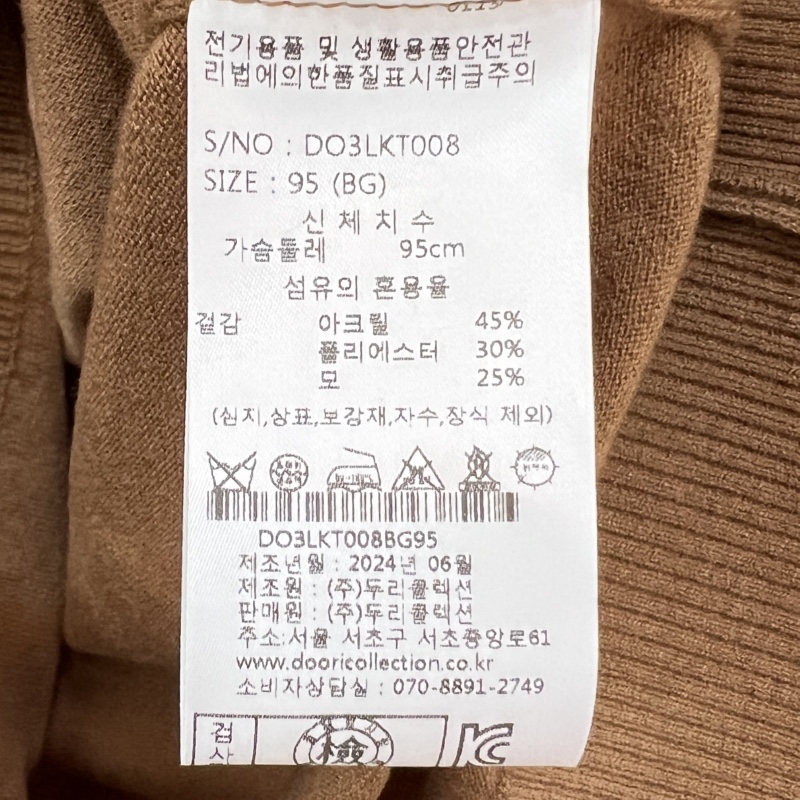 전기용품 및 생활용품안전관
리법에의한품질표시취급주의
S/NO : DO3LKT008
SIZE : 95 (BG)
신 체 치 수
가슴둘레 95cm
섬유의 혼용율
겉감 아크릴 45%
폴리에스터 30%
모 25%
(심지,상표,보강재,자수,장식 제외)
DO3LKT008BG95
제조년월 : 2024년 06월
제조원 : (주)두리콜렉션
판매원 : (주)두리콜렉션
주소:서울 서초구 서초중앙로61
www.dooricollection.co.kr
소비자상담실 : 070-8891-2749
검
사
檢